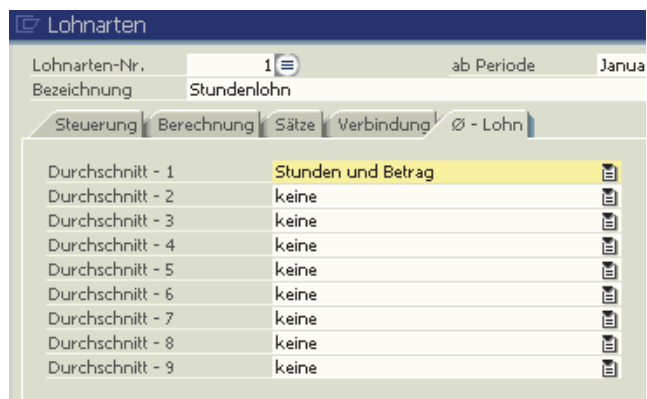 Lohnarten
Lohnarten-Nr. 1 ab Periode Janua
Bezeichnung Stundenlohn
Steuerung Berechnung Sätze Verbindung Ø - Lohn
Durchschnitt - 1 Stunden und Betrag
Durchschnitt - 2 keine
Durchschnitt - 3 keine
Durchschnitt - 4 keine
Durchschnitt - 5 keine
Durchschnitt - 6 keine
Durchschnitt - 7 keine
Durchschnitt - 8 keine
Durchschnitt - 9 keine